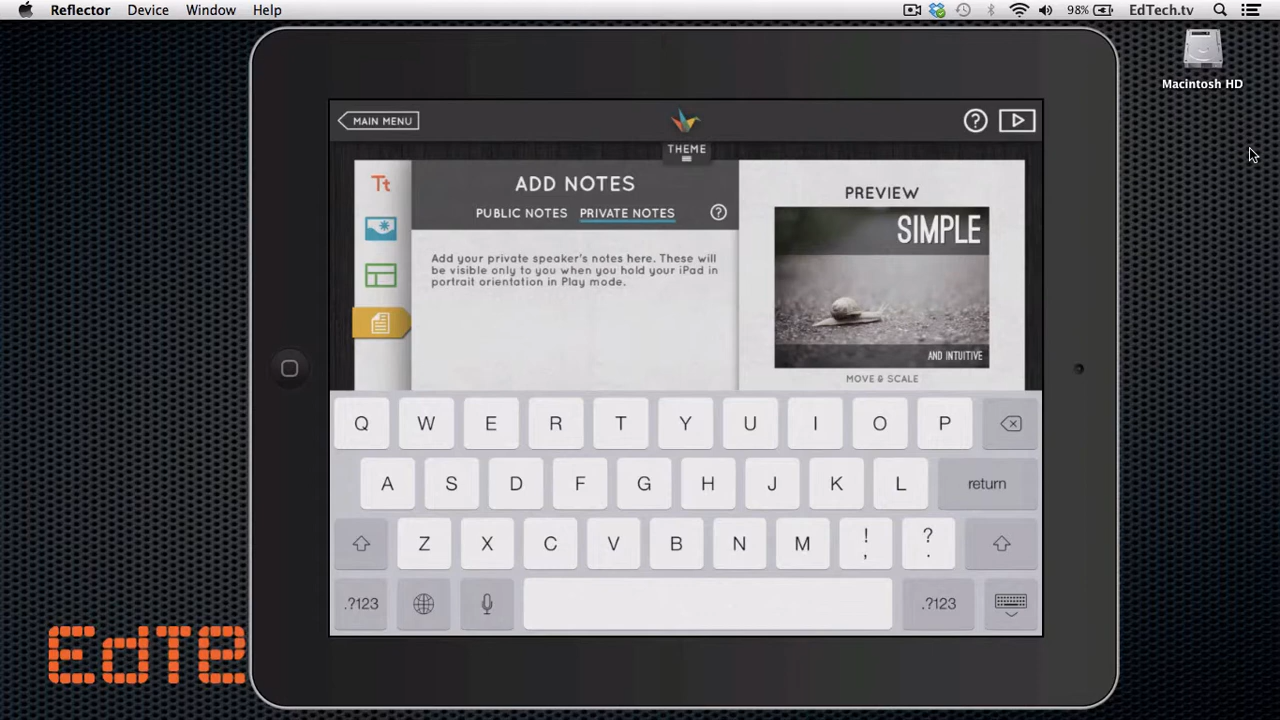 Reflector Device Window Help 98% EdTech.tv
Macintosh HD
MAIN MENU
THEME
Tt
ADD NOTES
PUBLIC NOTES PRIVATE NOTES ?
Add your private speaker's notes here. These will
be visible only to you when you hold your iPad in
portrait orientation in Play mode.
PREVIEW
SIMPLE
AND INTUITIVE
MOVE & SCALE
?
Q W E R T Y U I O P
A S D F G H J K L return
Z X C V B N M ! , ? .
.?123 .?123
EdTe